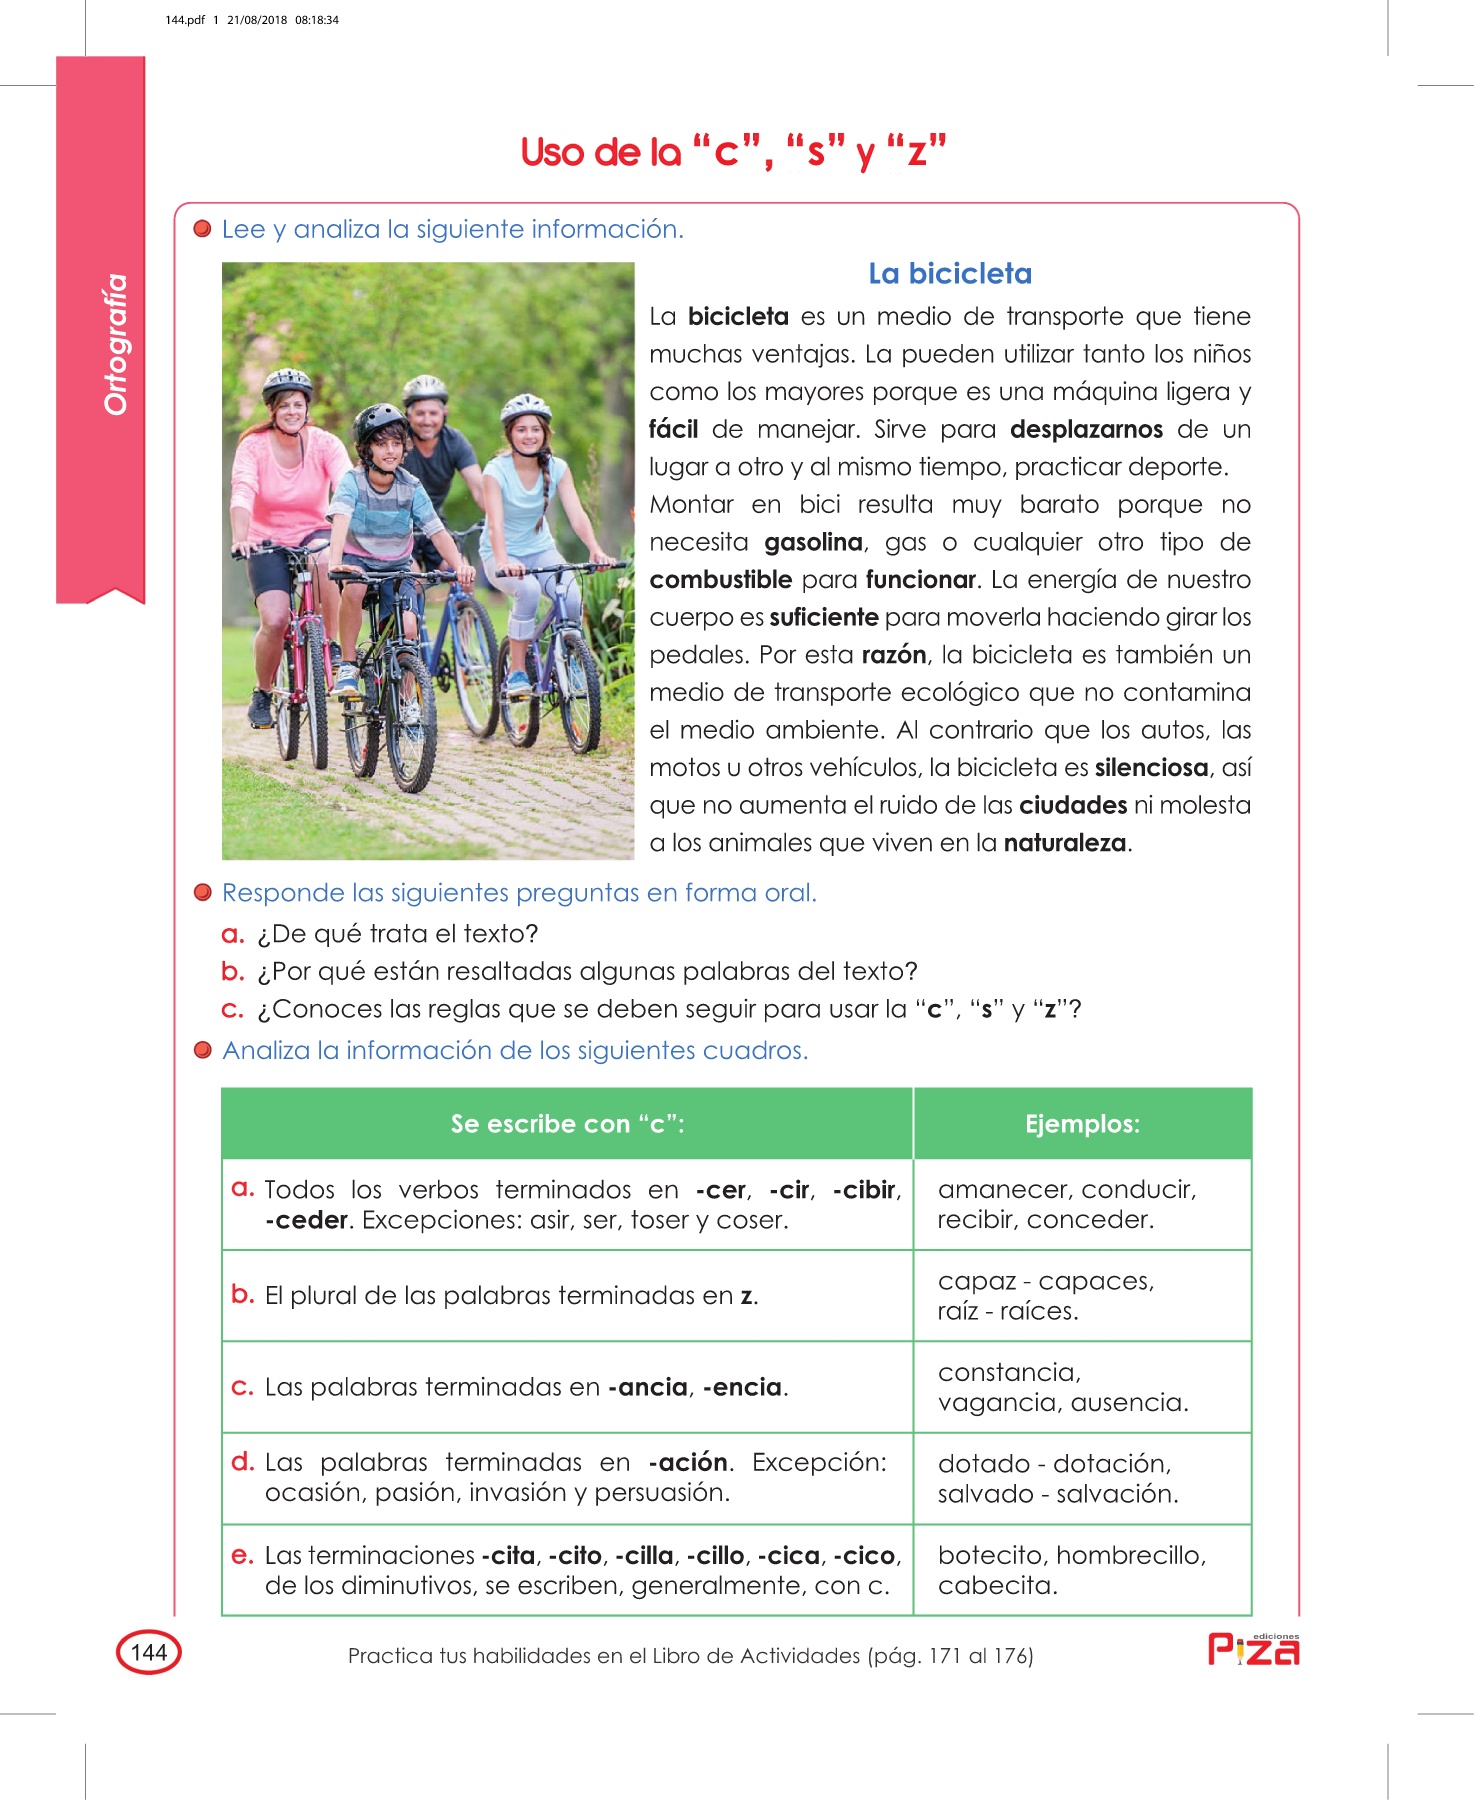 144.pdf 1 21/08/2018 08:18:34
Ortografía
Uso de la “c”, “s” y “z”
Lee y analiza la siguiente información.
La bicicleta
La bicicleta es un medio de transporte que tiene
muchas ventajas. La pueden utilizar tanto los niños
como los mayores porque es una máquina ligera y
fácil de manejar. Sirve para desplazarnos de un
lugar a otro y al mismo tiempo, practicar deporte.
Montar en bici resulta muy barato porque no
necesita gasolina, gas o cualquier otro tipo de
combustible para funcionar. La energía de nuestro
cuerpo es suficiente para moverla haciendo girar los
pedales. Por esta razón, la bicicleta es también un
medio de transporte ecológico que no contamina
el medio ambiente. Al contrario que los autos, las
motos u otros vehículos, la bicicleta es silenciosa, así
que no aumenta el ruido de las ciudades ni molesta
a los animales que viven en la naturaleza.
Responde las siguientes preguntas en forma oral.
a. ¿De qué trata el texto?
b. ¿Por qué están resaltadas algunas palabras del texto?
c. ¿Conoces las reglas que se deben seguir para usar la “c”, “s” y “z”?
Analiza la información de los siguientes cuadros.
Se escribe con “c”:
Ejemplos:
a. Todos los verbos terminados en -cer, -cir, -cibir,
-ceder. Excepciones: asir, ser, toser y coser.
amanecer, conducir,
recibir, conceder.
b. El plural de las palabras terminadas en z.
capaz - capaces,
raíz - raíces.
c. Las palabras terminadas en -ancia, -encia.
constancia,
vagancia, ausencia.
d. Las palabras terminadas en -ación. Excepción:
ocasión, pasión, invasión y persuasión.
dotado - dotación,
salvado - salvación.
e. Las terminaciones -cita, -cito, -cilla, -cillo, -cica, -cico,
de los diminutivos, se escriben, generalmente, con c.
botecito, hombrecillo,
cabecita.
144
Practica tus habilidades en el Libro de Actividades (pág. 171 al 176)
ediciones
Piza